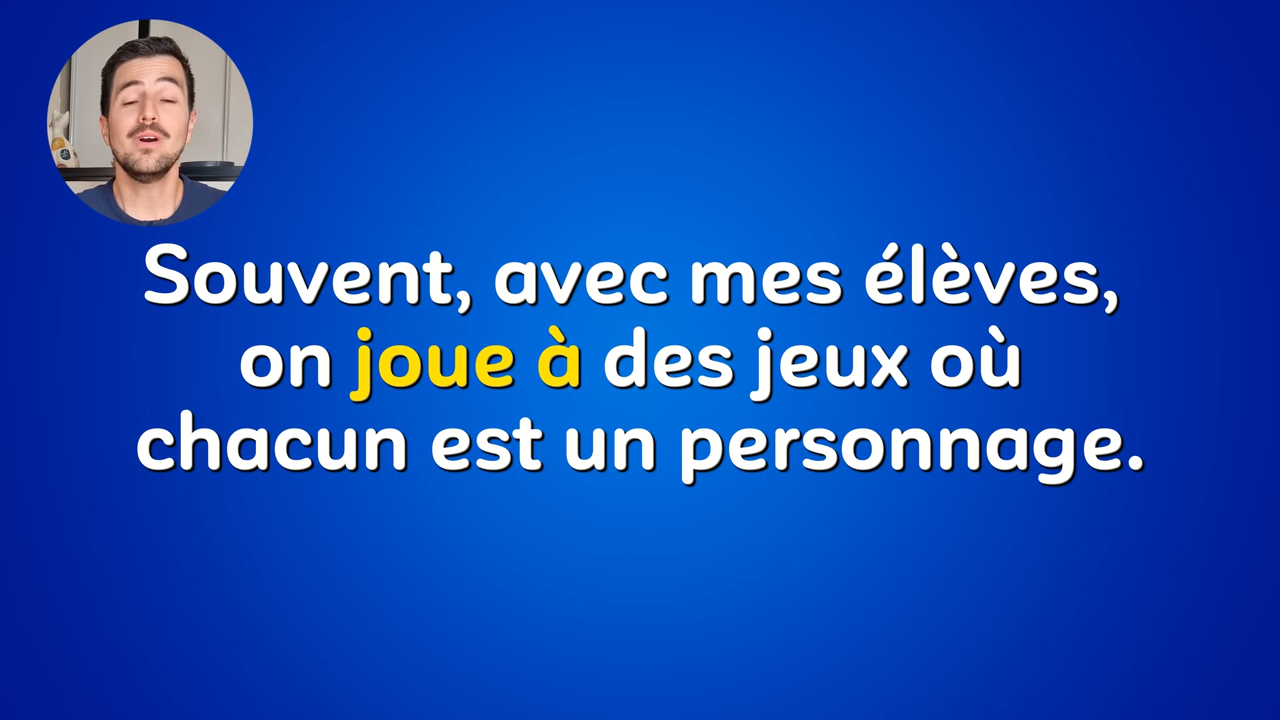 Souvent, avec mes élèves,
on joue à des jeux où
chacun est un personnage.